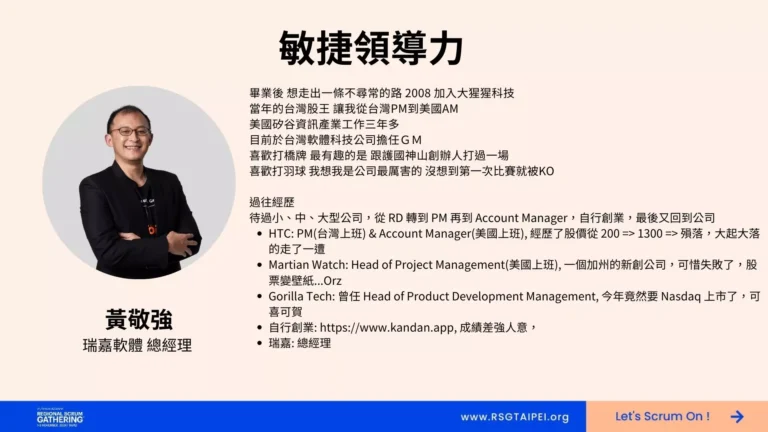 敏捷領導力
畢業後 想走出一條不尋常的路 2008 加入大猩猩科技
當年的台灣股王 讓我從台灣PM到美國AM
美國矽谷資訊產業工作三年多
目前於台灣軟體科技公司擔任ＧＭ
喜歡打橋牌 最有趣的是 跟護國神山創辦人打過一場
喜歡打羽球 我想我是公司最厲害的 沒想到第一次比賽就被KO
過往經歷
待過小、中、大型公司，從 RD 轉到 PM 再到 Account Manager，自行創業，最後又回到公司
• HTC: PM(台灣上班) & Account Manager(美國上班), 經歷了股價從 200 => 1300 => 殞落，大起大落
的走了一遭
• Martian Watch: Head of Project Management(美國上班), 一個加州的新創公司，可惜失敗了，股
票變壁紙...Orz
• Gorilla Tech: 曾任 Head of Product Development Management, 今年竟然要 Nasdaq 上市了，可
喜可賀
• 自行創業: https://www.kandan.app, 成績差強人意，
• 瑞嘉: 總經理
黃敬強
瑞嘉軟體 總經理
REGIONAL SCRUM
GATHERING
www.RSGTAIPEI.org
Let's Scrum On !